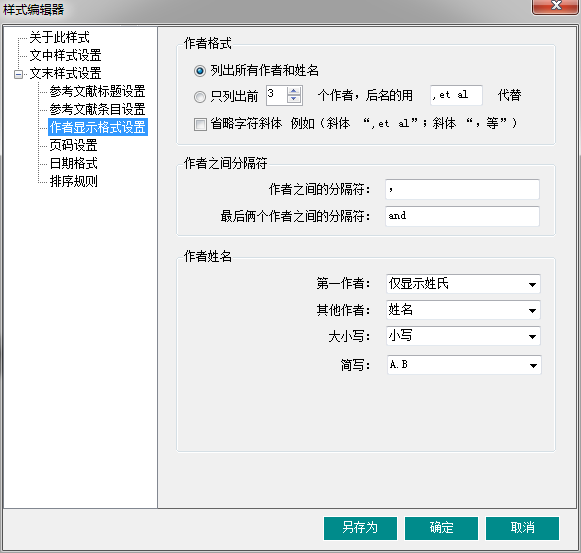 样式编辑器
关于此样式
文中样式设置
文末样式设置
参考文献标题设置
参考文献条目设置
作者显示格式设置
页码设置
日期格式
排序规则
作者格式
列出所有作者和姓名
只列出前 3 个作者，后名的用 ,et al 代替
省略字符斜体 例如（斜体 “,et al”；斜体 “，等”）
作者之间分隔符
作者之间的分隔符： ，
最后两个作者之间的分隔符： and
作者姓名
第一作者： 仅显示姓氏
其他作者： 姓名
大小写： 小写
简写： A.B
另存为 确定 取消